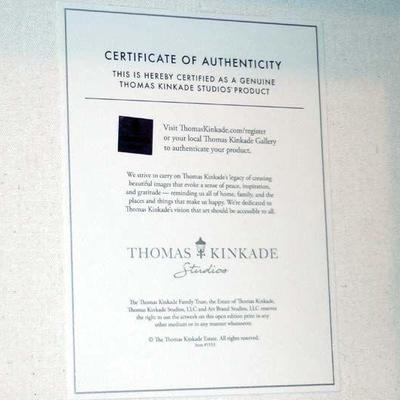 CERTIFICATE OF AUTHENTICITY
THIS IS HEREBY CERTIFIED AS A GENUINE
THOMAS KINKADE STUDIOS' PRODUCT
Visit ThomasKinkade.com/register
or your local Thomas Kinkade Gallery
to authenticate your product.
We strive to carry on Thomas Kinkade's legacy of creating
beautiful images that evoke a sense of peace, inspiration,
and gratitude — reminding us all of home, family, and the
places and things that make us happy. We're dedicated to
Thomas Kinkade's vision that art should be accessible to all.
THOMAS KINKADE
Studios
The Thomas Kinkade Family Trust, the Estate of Thomas Kinkade,
Thomas Kinkade Studios, LLC and Art Brand Studios, LLC reserves
the right to use the artwork on this open edition print in any
other medium or in any manner whatsoever.
© The Thomas Kinkade Estate. All rights reserved.
Item